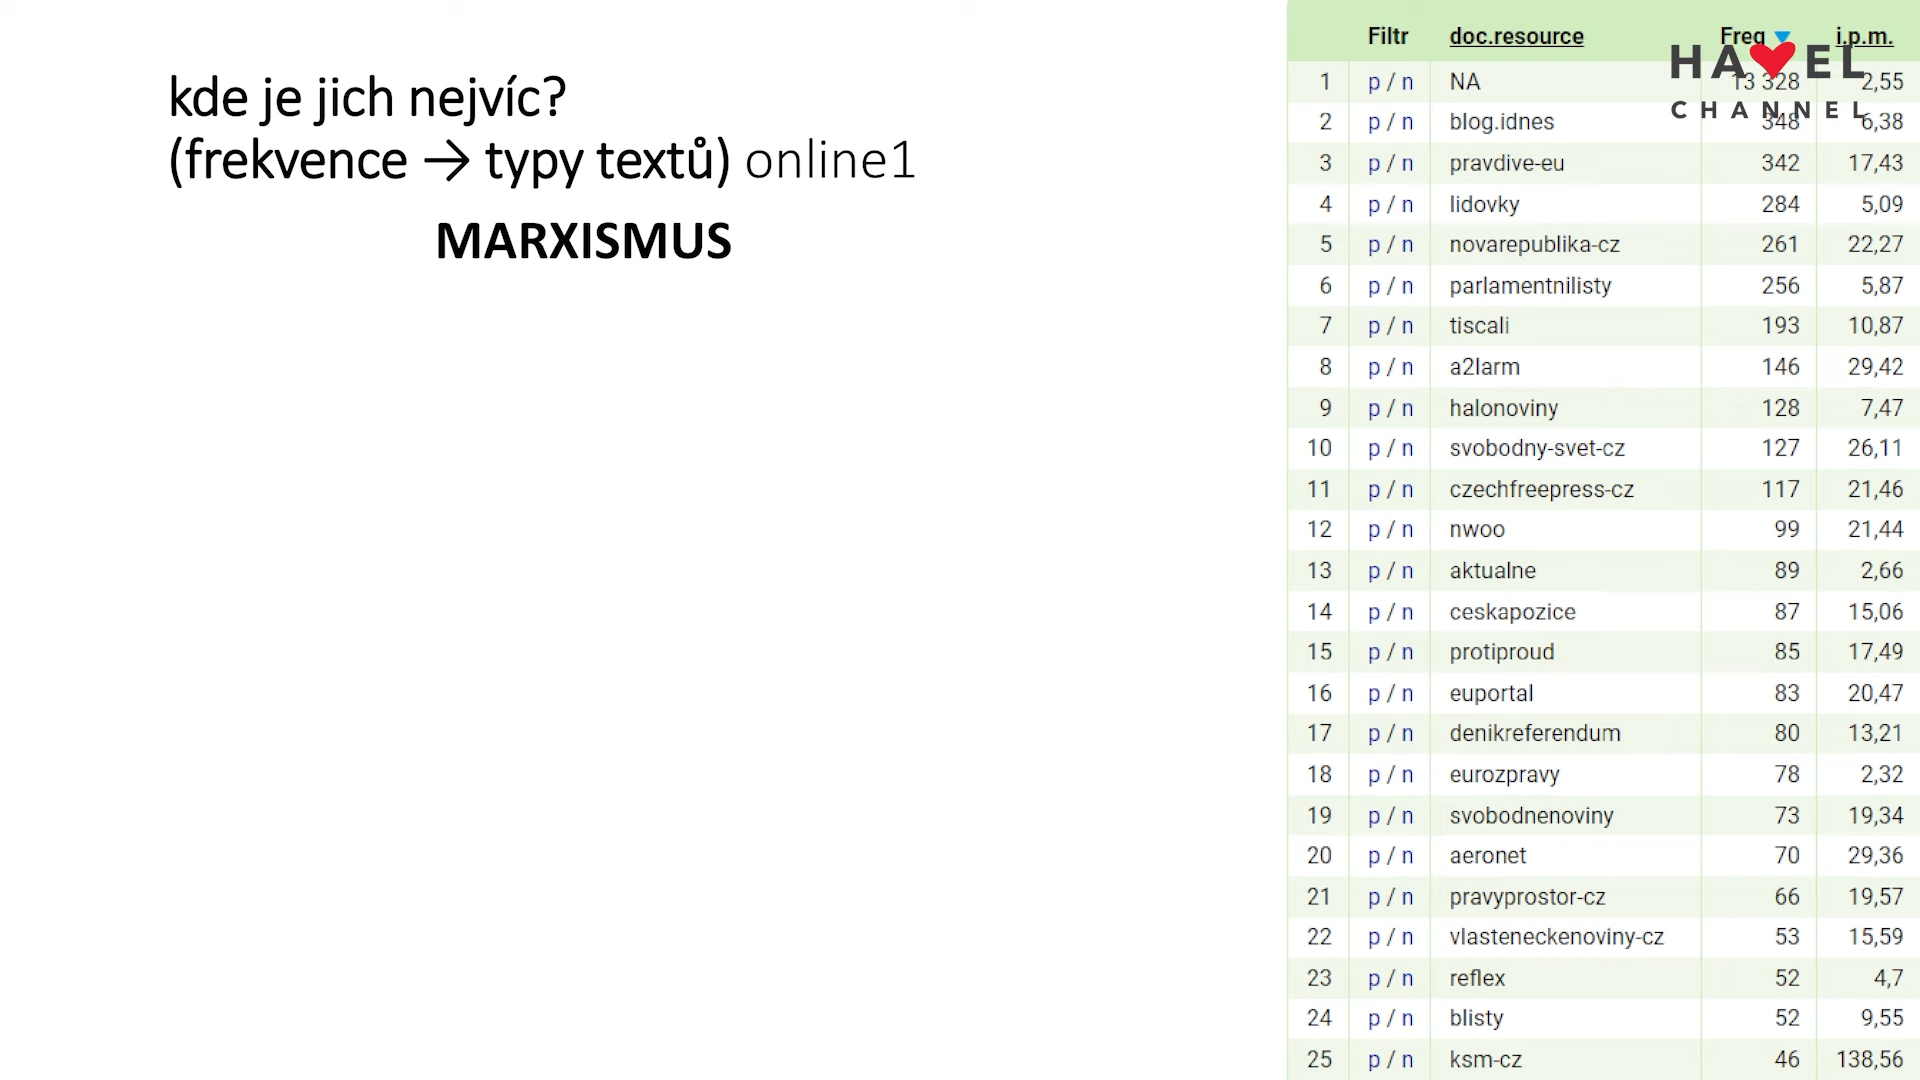 kde je jich nejvíc?
(frekvence → typy textů) online1
MARXISMUS
HAVEL
CHANNEL
Filtr doc.resource Freq i.p.m.
1 p / n NA 13 328 2,55
2 p / n blog.idnes 348 6,38
3 p / n pravdive-eu 342 17,43
4 p / n lidovky 284 5,09
5 p / n novarepublika-cz 261 22,27
6 p / n parlamentnilisty 256 5,87
7 p / n tiscali 193 10,87
8 p / n a2larm 146 29,42
9 p / n halonoviny 128 7,47
10 p / n svobodny-svet-cz 127 26,11
11 p / n czechfreepress-cz 117 21,46
12 p / n nwoo 99 21,44
13 p / n aktualne 89 2,66
14 p / n ceskapozice 87 15,06
15 p / n protiproud 85 17,49
16 p / n euportal 83 20,47
17 p / n denikreferendum 80 13,21
18 p / n eurozpravy 78 2,32
19 p / n svobodnenoviny 73 19,34
20 p / n aeronet 70 29,36
21 p / n pravyprostor-cz 66 19,57
22 p / n vlasteneckenoviny-cz 53 15,59
23 p / n reflex 52 4,7
24 p / n blisty 52 9,55
25 p / n ksm-cz 46 138,56